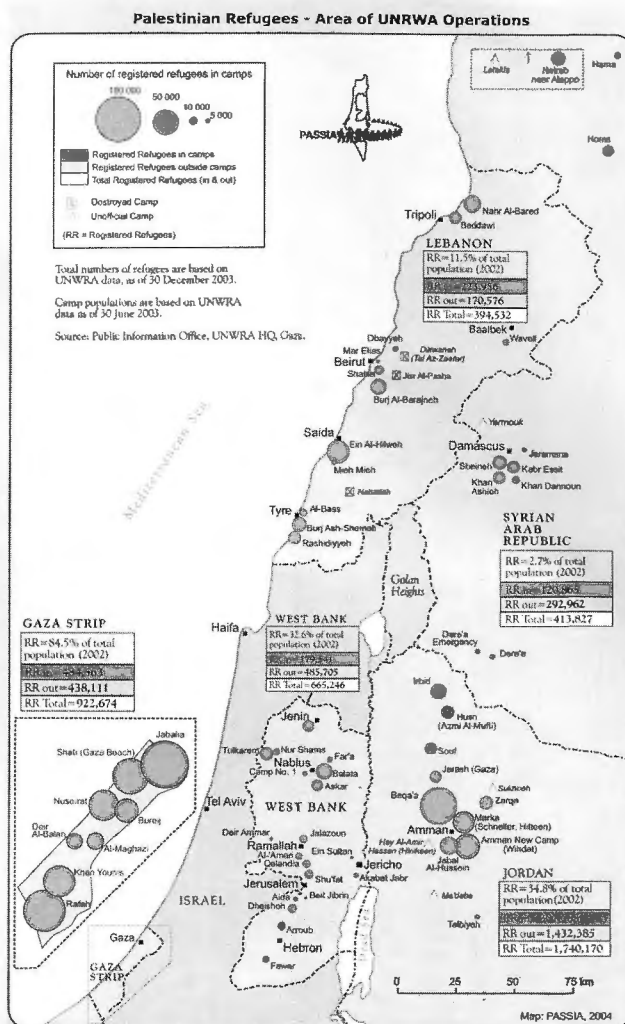 Palestinian Refugees - Area of UNRWA Operations
Number of registered refugees in camps
100 000
50 000
10 000
5 000
Registered Refugees in camps
Registered Refugees outside camps
Total Registered Refugees (in & out)
Destroyed Camp
Unofficial Camp
(RR = Registered Refugees)
Total numbers of refugees are based on
UNWRA data, as of 30 December 2003.
Camp populations are based on UNWRA
data as of 30 June 2003.
Source: Public Information Office, UNWRA HQ, Gaza.
PASSIA
Latakia
Neirab
near Aleppo
Hama
Homs
Nahr Al-Bared
Tripoli
Beddawi
LEBANON
RR=11.5% of total
population (2002)
RR in=223,956
RR out= 170,576
RR Total= 394,532
Baalbek
Wavell
Dbayyeh
Dikwaneh
(Tal Az-Zaatar)
Mar Elias
Beirut
Shatila
Jisr Al-Pasha
Burj Al-Barajneh
Mediterranean Sea
Saida
Ein Al-Hilweh
Mieh Mieh
Nabatieh
Tyre
Al-Bass
Burj Ash-Shemali
Rashidiyyeh
Yarmouk
Damascus
Jaramana
Sbeineh
Kabr Essit
Khan
Ashieh
Khan Dannoun
SYRIAN
ARAB
REPUBLIC
RR= 2.7% of total
population (2002)
RR in= 120,865
RR out= 292,962
RR Total= 413,827
Golan
Heights
Haifa
GAZA STRIP
RR= 84.5% of total
population (2002)
RR in= 484,563
RR out= 438,111
RR Total= 922,674
WEST BANK
RR= 32.6% of total
population (2002)
RR out= 485,705
RR Total= 665,246
Dera'a
Emergency
Dera'a
Irbid
Husn
(Azmi Al-Mufti)
Souf
Jerash (Gaza)
Baqa'a
Sukhneh
Zarqa
Marka
(Schneller, Hitteen)
Amman
Amman New Camp
(Wihdat)
Hay Al-Amir
Hassan
Jabal
Al-Hussein
Madaba
Talbiyeh
JORDAN
RR= 34.8% of total
population(2002)
RR out= 1,432,385
RR Total= 1,740,170
Jenin
Tulkarem
Nur Shams
Nablus
Far'a
Camp No. 1
Balata
Askar
Tel Aviv
WEST BANK
Deir Ammar
Jalazoun
Ramallah
Al-'Amari
Ein Sultan
Qalandia
Jericho
Shu'fat
Akabat Jabr
Jerusalem
Aida
Beit Jibrin
Dheisheh
Arroub
Hebron
Fawar
ISRAEL
Jabalia
Shati (Gaza Beach)
Nuseirat
Bureij
Deir
Al-Balah
Al-Maghazi
Khan Younis
Rafah
Gaza
GAZA
STRIP
0 25 50 75 km
Map: PASSIA, 2004